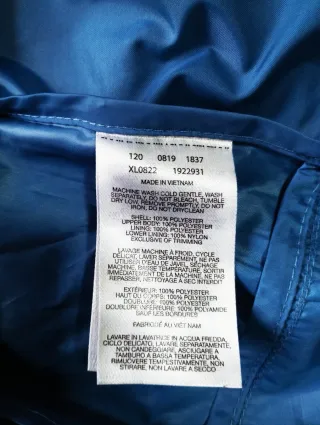 120 0819 1837
XL0822 1922931
MADE IN VIETNAM
MACHINE WASH COLD GENTLE, WASH
SEPARATELY, DO NOT BLEACH, TUMBLE
DRY LOW, REMOVE PROMPTLY, DO NOT
IRON, DO NOT DRYCLEAN
SHELL: 100% POLYESTER
UPPER BODY: 100% POLYESTER
LINING: 100% POLYESTER
LOWER LINING: 100% NYLON
EXCLUSIVE OF TRIMMING
LAVAGE MACHINE À FROID, CYCLE
DÉLICAT, LAVER SÉPARÉMENT, NE PAS
UTILISER D'EAU DE JAVEL, SÉCHAGE
MACHINE, BASSE TEMPÉRATURE, SORTIR
IMMÉDIATEMENT DE LA MACHINE, NE PAS
REPASSER, NETTOYAGE A SEC INTERDIT
EXTÉRIEUR: 100% POLYESTER
HAUT DU CORPS: 100% POLYESTER
DOUBLURE: 100% POLYESTER
DOUBLURE INFÉRIEURE: 100% POLYAMIDE
SAUF LES BORDURES
FABRIQUÉ AU VIET NAM
LAVARE IN LAVATRICE IN ACQUA FREDDA
CICLO DELICATO, LAVARE SEPARATAMENTE,
NON CANDEGGIARE, ASCIUGARE A
TAMBURO A BASSA TEMPERATURA,
RIMUOVERE TEMPESTIVAMENTE, NON
STIRARE, NON LAVARE A SECCO